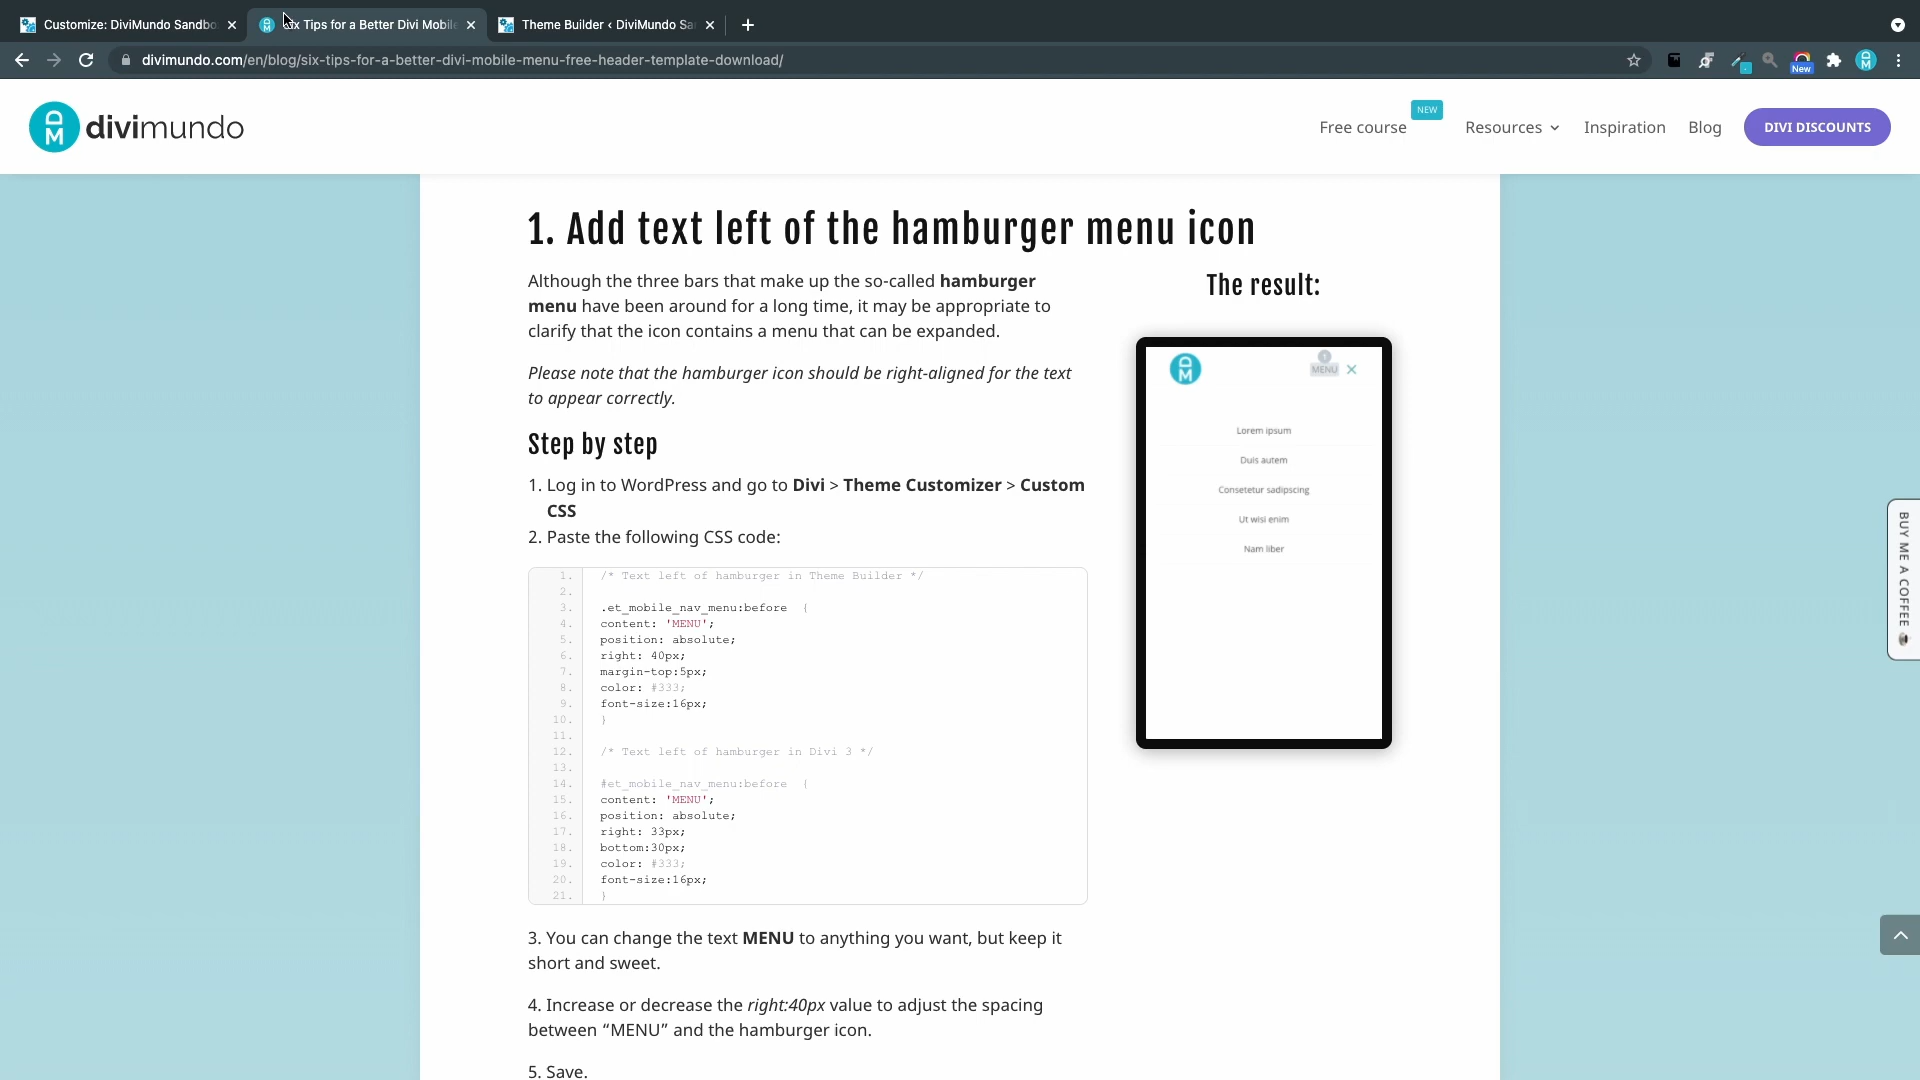 Customize: DiviMundo Sandbo
Six Tips for a Better Divi Mobile
Theme Builder ‹ DiviMundo Sa
divimundo.com/en/blog/six-tips-for-a-better-divi-mobile-menu-free-header-template-download/
New
DM
divimundo
Free course
NEW
Resources
Inspiration
Blog
DIVI DISCOUNTS
1. Add text left of the hamburger menu icon
Although the three bars that make up the so-called hamburger
menu have been around for a long time, it may be appropriate to
clarify that the icon contains a menu that can be expanded.
Please note that the hamburger icon should be right-aligned for the text
to appear correctly.
Step by step
1. Log in to WordPress and go to Divi > Theme Customizer > Custom
CSS
2. Paste the following CSS code:
1. /* Text left of hamburger in Theme Builder */
2.
3. .et_mobile_nav_menu:before {
4. content: 'MENU';
5. position: absolute;
6. right: 40px;
7. margin-top:5px;
8. color: #333;
9. font-size:16px;
10. }
11.
12. /* Text left of hamburger in Divi 3 */
13.
14. #et_mobile_nav_menu:before {
15. content: 'MENU';
16. position: absolute;
17. right: 33px;
18. bottom:30px;
19. color: #333;
20. font-size:16px;
21. }
3. You can change the text MENU to anything you want, but keep it
short and sweet.
4. Increase or decrease the right:40px value to adjust the spacing
between “MENU” and the hamburger icon.
5. Save.
The result:
DM
1
MENU
Lorem ipsum
Duis autem
Consetetur sadipscing
Ut wisi enim
Nam liber
BUY ME A COFFEE